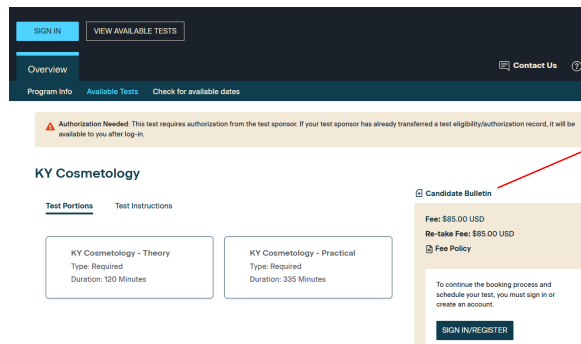 SIGN IN
VIEW AVAILABLE TESTS
Overview
Contact Us
Program Info
Available Tests
Check for available dates
Authorization Needed: This test requires authorization from the test sponsor. If your test sponsor has already transferred a test eligibility/authorization record, it will be
available to you after log-in.
KY Cosmetology
Candidate Bulletin
Test Portions
Test Instructions
Fee: $85.00 USD
Re-take Fee: $85.00 USD
Fee Policy
KY Cosmetology - Theory
Type: Required
Duration: 120 Minutes
KY Cosmetology - Practical
Type: Required
Duration: 335 Minutes
To continue the booking process and
schedule your test, you must sign in or
create an account.
SIGN IN/REGISTER